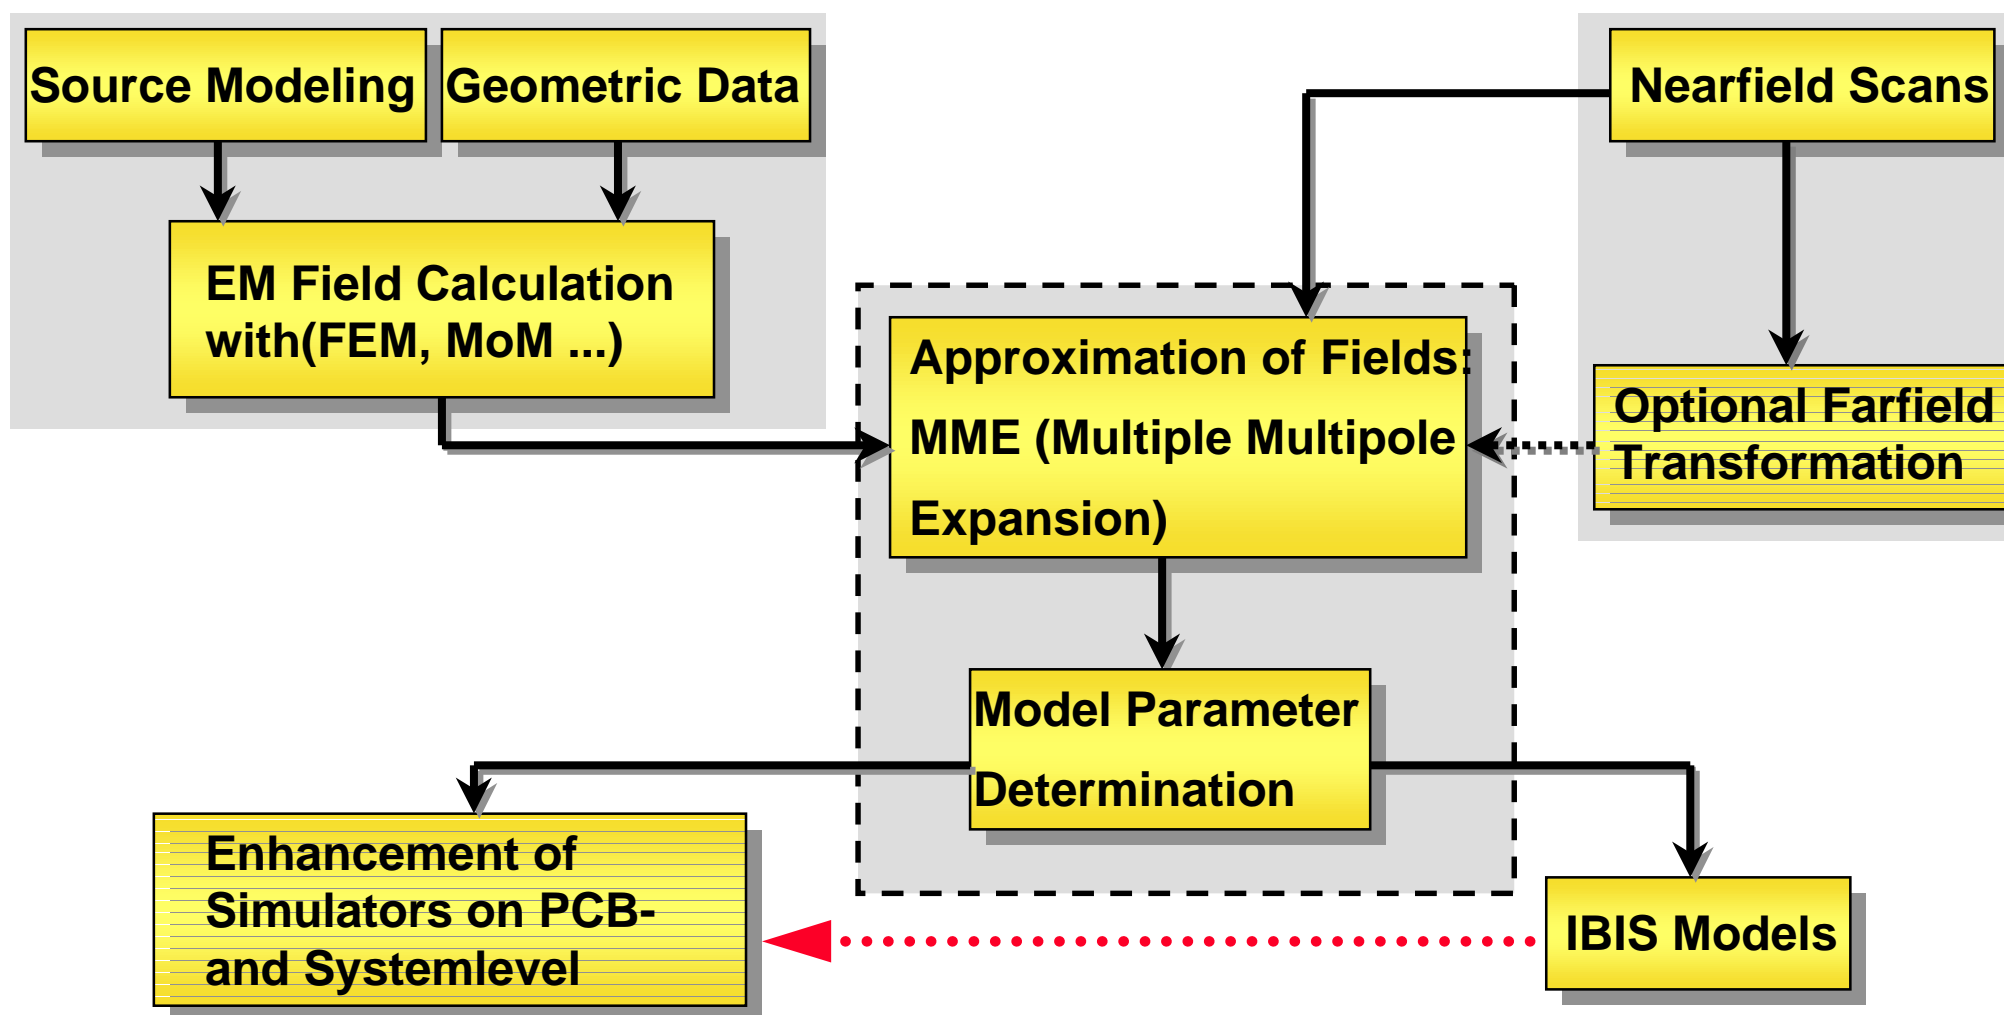 Source Modeling
Geometric Data
Nearfield Scans
EM Field Calculation
with(FEM, MoM ...)
Approximation of Fields:
MME (Multiple Multipole
Expansion)
Optional Farfield
Transformation
Model Parameter
Determination
Enhancement of
Simulators on PCB-
and Systemlevel
IBIS Models